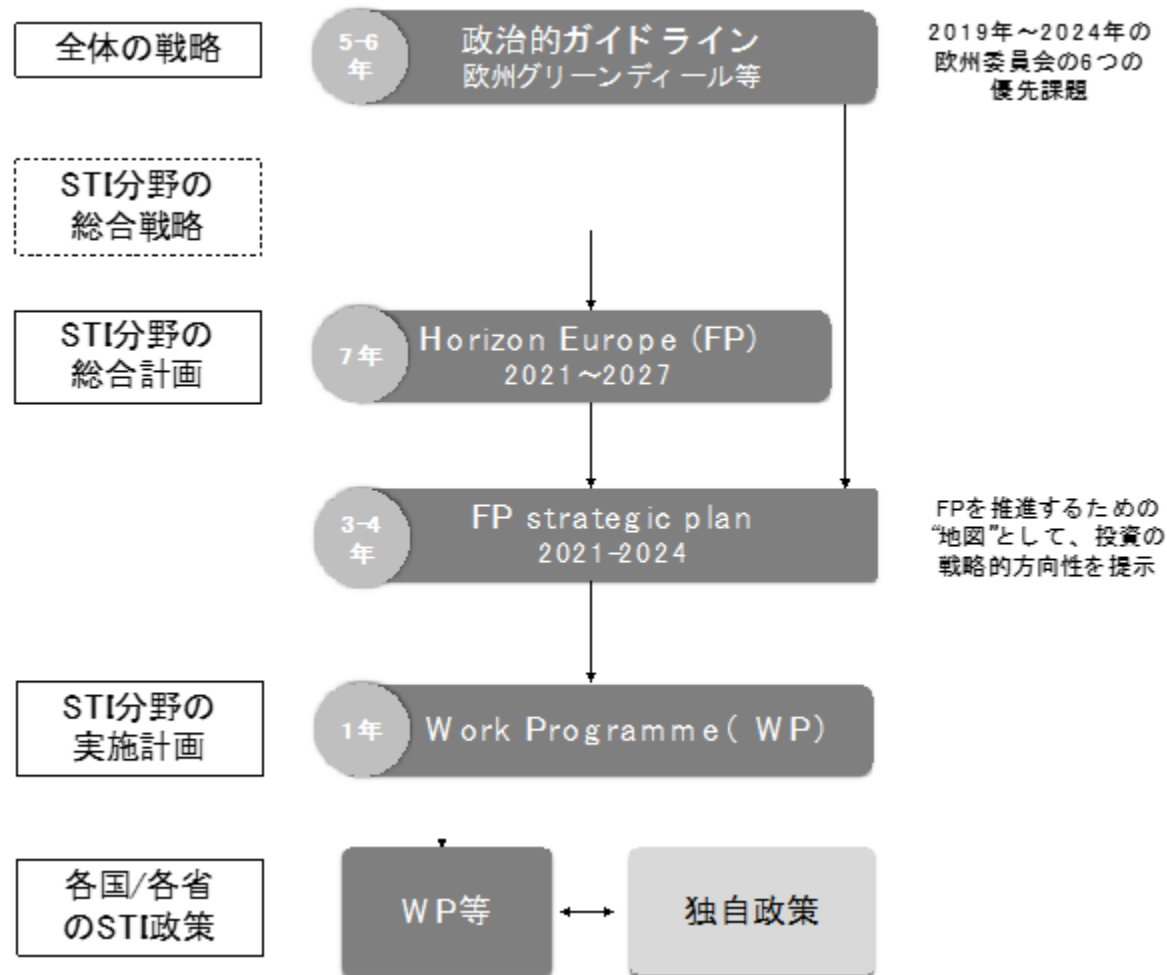 全体の戦略
5-6
年
政治的ガイドライン
欧州グリーンディール等
2019年～2024年の
欧州委員会の6つの
優先課題
STI分野の
総合戦略
STI分野の
総合計画
7年
Horizon Europe (FP)
2021～2027
3-4
年
FP strategic plan
2021-2024
FPを推進するための
“地図”として、投資の
戦略的方向性を提示
STI分野の
実施計画
1年
Work Programme( WP)
各国/各省
のSTI政策
WP等
独自政策